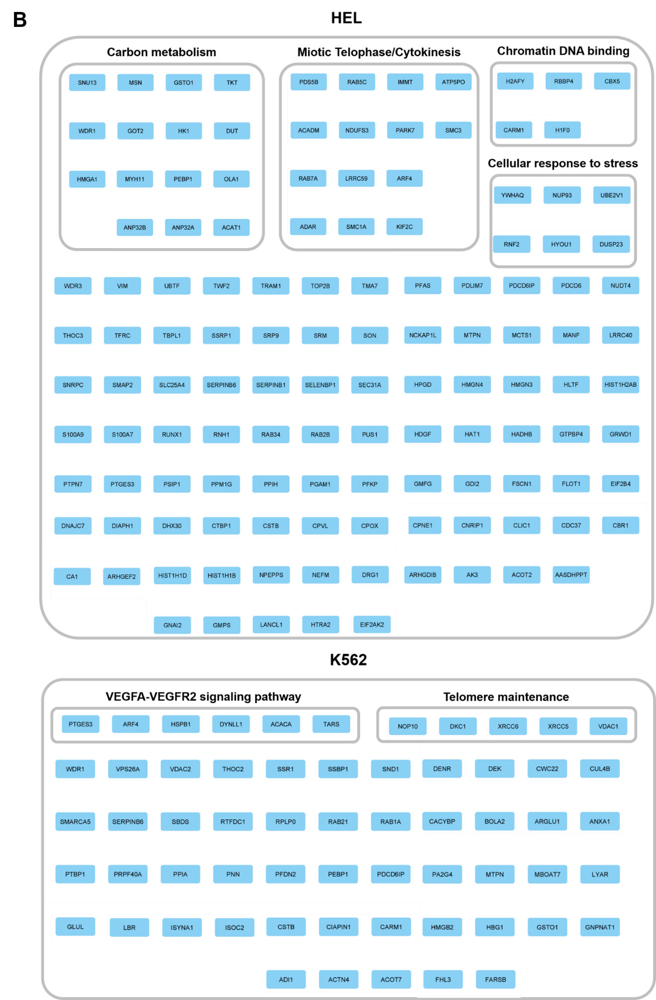 B
HEL
Carbon metabolism
SNU13 MSN GSTO1 TKT
WDR1 GOT2 HK1 DUT
HMGA1 MYH11 PEBP1 OLA1
ANP32B ANP32A ACAT1
Miotic Telophase/Cytokinesis
PDS5B RAB5C IMMT ATP5PO
ACADM NDUFS3 PARK7 SMC3
RAB7A LRRC59 ARF4
ADAR SMC1A KIF2C
Chromatin DNA binding
H2AFY RBBP4 CBX5
CARM1 H1F0
Cellular response to stress
YWHAQ NUP93 UBE2V1
RNF2 HYOU1 DUSP23
WDR3 VIM UBTF TWF2 TRAM1 TOP2B TMA7 PFAS PDLIM7 PDCD6IP PDCD6 NUDT4
THOC3 TFRC TBPL1 SSRP1 SRP9 SRM SON NCKAP1L MTPN MCTS1 MANF LRRC40
SNRPC SMAP2 SLC25A4 SERPINB6 SERPINB1 SELENBP1 SEC31A HPGD HMGN4 HMGN3 HLTF HIST1H2AB
S100A9 S100A7 RUNX1 RNH1 RAB34 RAB2B PUS1 HDGF HAT1 HADHB GTPBP4 GRWD1
PTPN7 PTGES3 PSIP1 PPM1G PPIH PGAM1 PFKP GMFG GDI2 FSCN1 FLOT1 EIF2B4
DNAJC7 DIAPH1 DHX30 CTBP1 CSTB CPVL CPOX CPNE1 CNRIP1 CLIC1 CDC37 CBR1
CA1 ARHGEF2 HIST1H1D HIST1H1B NPEPPS NEFM DRG1 ARHGDIB AK3 ACOT2 AASDHPPT
GNAI2 GMPS LANCL1 HTRA2 EIF2AK2
K562
VEGFA-VEGFR2 signaling pathway
PTGES3 ARF4 HSPB1 DYNLL1 ACACA TARS
Telomere maintenance
NOP10 DKC1 XRCC6 XRCC5 VDAC1
WDR1 VPS26A VDAC2 THOC2 SSR1 SSBP1 SND1 DENR DEK CWC22 CUL4B
SMARCA5 SERPINB6 SBDS RTFDC1 RPLP0 RAB21 RAB1A CACYBP BOLA2 ARGLU1 ANXA1
PTBP1 PRPF40A PPIA PNN PFDN2 PEBP1 PDCD6IP PA2G4 MTPN MBOAT7 LYAR
GLUL LBR ISYNA1 ISOC2 CSTB CIAPIN1 CARM1 HMGB2 HBG1 GSTO1 GNPNAT1
ADI1 ACTN4 ACOT7 FHL3 FARSB